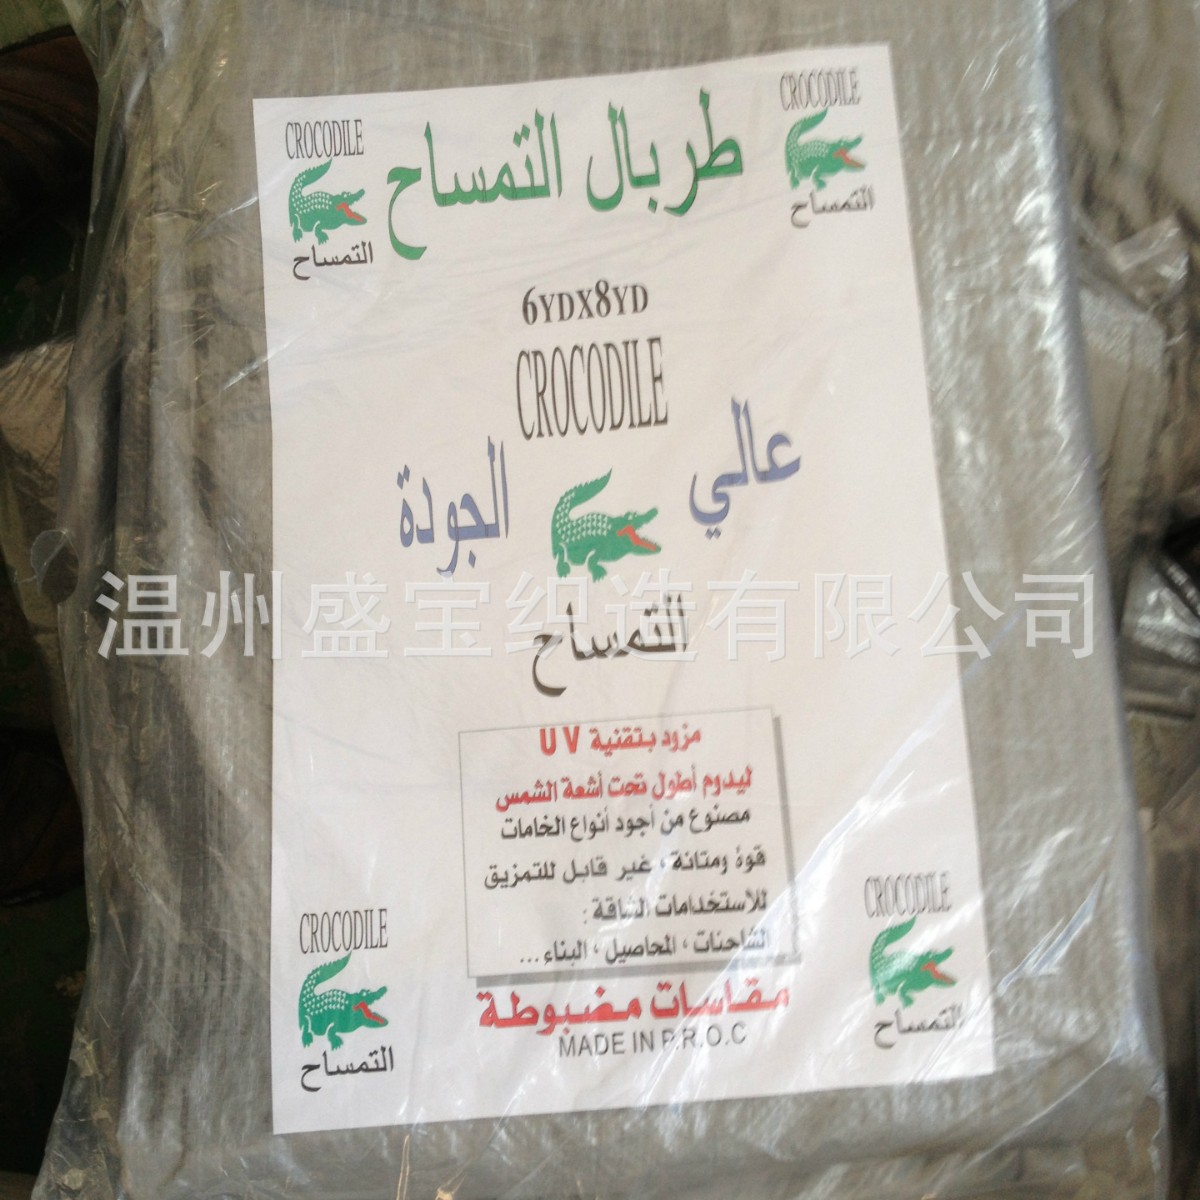 CROCODILE
التمساح
طربال التمساح
CROCODILE
التمساح
6YDX8YD
CROCODILE
عالي الجودة
التمساح
温州盛宝织造有限公司
مزود بتقنية UV
ليدوم أطول تحت أشعة الشمس
مصنوع من أجود أنواع الخامات
قوة ومتانة ، غير قابل للتمزيق
للاستخدامات الشاقة :
الشاحنات ، المحاصيل ، البناء ...
مقاسات مضبوطة
MADE IN P.R.O.C
CROCODILE
التمساح
CROCODILE
التمساح